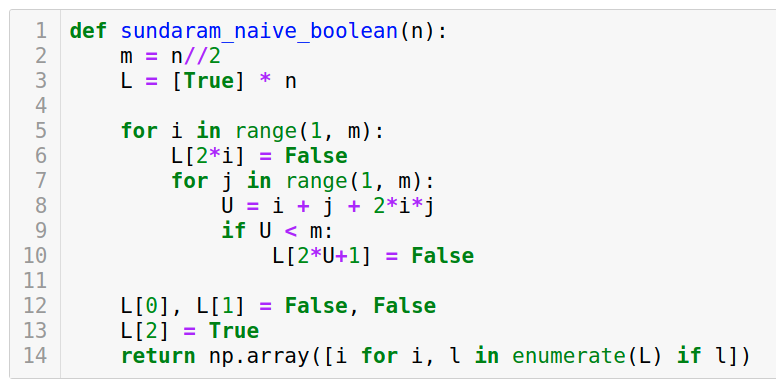 1 def sundaram_naive_boolean(n):
2     m = n//2
3     L = [True] * n
4
5     for i in range(1, m):
6         L[2*i] = False
7         for j in range(1, m):
8             U = i + j + 2*i*j
9             if U < m:
10                 L[2*U+1] = False
11
12     L[0], L[1] = False, False
13     L[2] = True
14     return np.array([i for i, l in enumerate(L) if l])